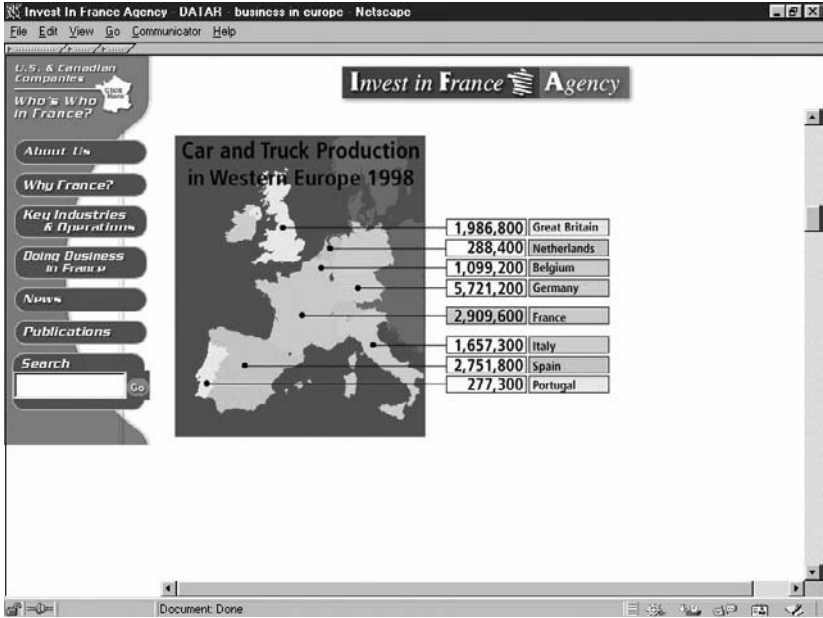 Invest In France Agency - DATAR - business in europe - Netscape
File Edit View Go Communicator Help
U.S. & Canadian
Companies
Click
Here
Who's Who
in France?
Invest in France Agency
About Us
Why France?
Key Industries
& Operations
Doing Business
in France
News
Publications
Search
Go
Car and Truck Production
in Western Europe 1998
1,986,800 Great Britain
288,400 Netherlands
1,099,200 Belgium
5,721,200 Germany
2,909,600 France
1,657,300 Italy
2,751,800 Spain
277,300 Portugal
Document: Done